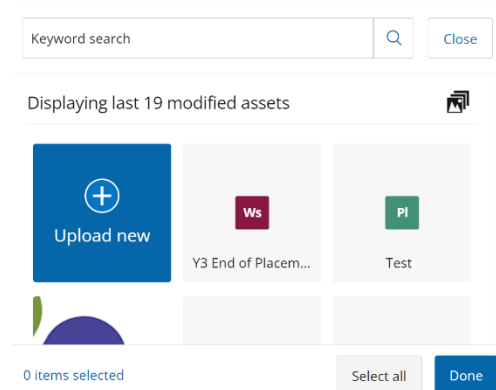 Keyword search
Close
Displaying last 19 modified assets
Upload new
Ws
Y3 End of Placem...
Pl
Test
0 items selected
Select all
Done